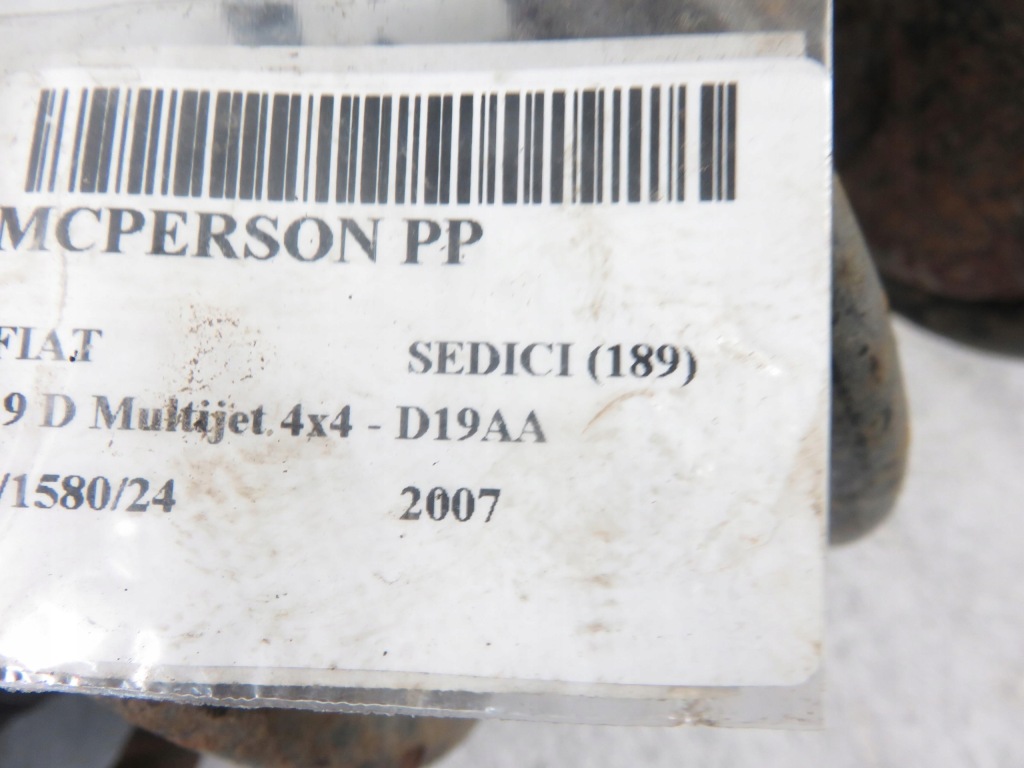 MCPERSON PP
FIAT SEDICI (189)
9 D Multijet 4x4 - D19AA
/1580/24 2007